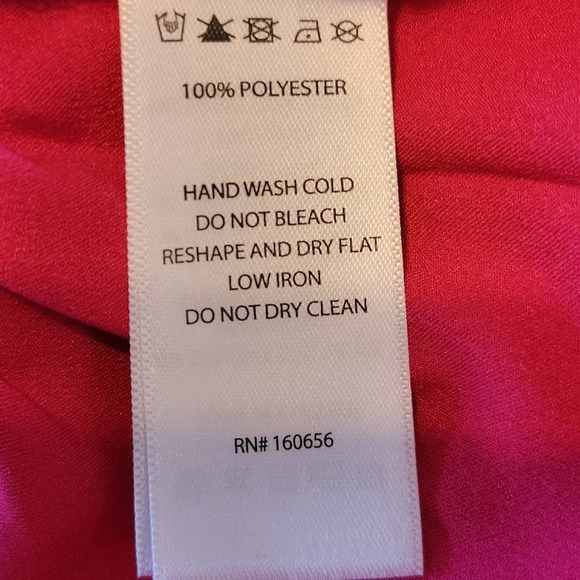 100% POLYESTER
HAND WASH COLD
DO NOT BLEACH
RESHAPE AND DRY FLAT
LOW IRON
DO NOT DRY CLEAN
RN# 160656